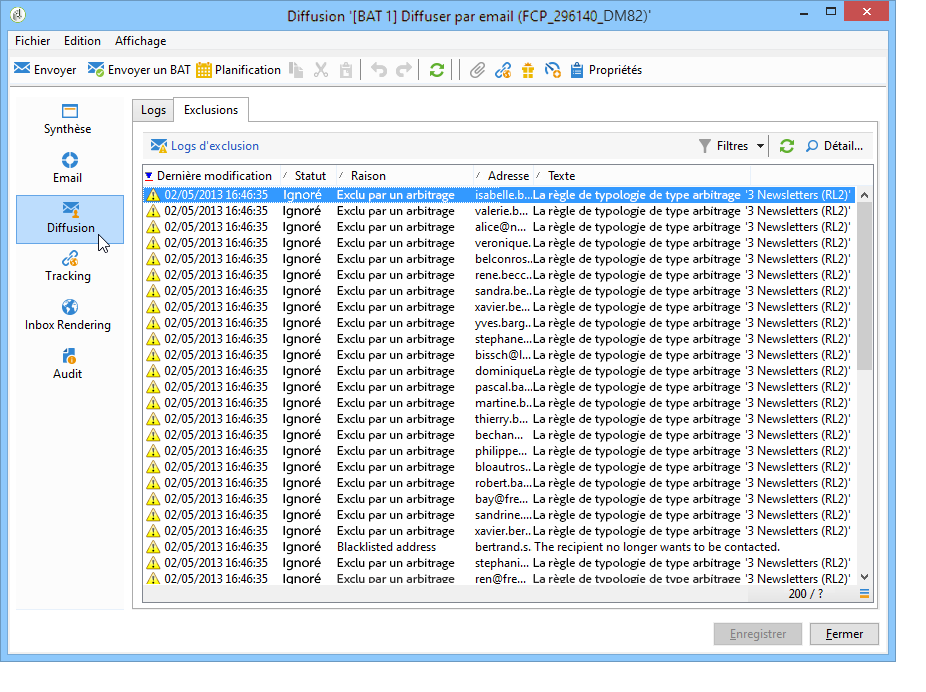 Diffusion '[BAT 1] Diffuser par email (FCP_296140_DM82)'
Fichier Edition Affichage
Envoyer Envoyer un BAT Planification Propriétés
Synthèse
Email
Diffusion
Tracking
Inbox Rendering
Audit
Logs Exclusions
Logs d'exclusion Filtres Détail...
Dernière modification Statut Raison Adresse Texte
02/05/2013 16:46:35 Ignoré Exclu par un arbitrage isabelle.b... La règle de typologie de type arbitrage '3 Newsletters (RL2)'
02/05/2013 16:46:35 Ignoré Exclu par un arbitrage valerie.b... La règle de typologie de type arbitrage '3 Newsletters (RL2)'
02/05/2013 16:46:35 Ignoré Exclu par un arbitrage alice@n... La règle de typologie de type arbitrage '3 Newsletters (RL2)'
02/05/2013 16:46:35 Ignoré Exclu par un arbitrage veronique. La règle de typologie de type arbitrage '3 Newsletters (RL2)'
02/05/2013 16:46:35 Ignoré Exclu par un arbitrage belconros.. La règle de typologie de type arbitrage '3 Newsletters (RL2)'
02/05/2013 16:46:35 Ignoré Exclu par un arbitrage rene.becc... La règle de typologie de type arbitrage '3 Newsletters (RL2)'
02/05/2013 16:46:35 Ignoré Exclu par un arbitrage sandra.be.. La règle de typologie de type arbitrage '3 Newsletters (RL2)'
02/05/2013 16:46:35 Ignoré Exclu par un arbitrage xavier.be... La règle de typologie de type arbitrage '3 Newsletters (RL2)'
02/05/2013 16:46:35 Ignoré Exclu par un arbitrage yves.barg.. La règle de typologie de type arbitrage '3 Newsletters (RL2)'
02/05/2013 16:46:35 Ignoré Exclu par un arbitrage stephane... La règle de typologie de type arbitrage '3 Newsletters (RL2)'
02/05/2013 16:46:35 Ignoré Exclu par un arbitrage bissch@l... La règle de typologie de type arbitrage '3 Newsletters (RL2)'
02/05/2013 16:46:35 Ignoré Exclu par un arbitrage dominique La règle de typologie de type arbitrage '3 Newsletters (RL2)'
02/05/2013 16:46:35 Ignoré Exclu par un arbitrage pascal.ba... La règle de typologie de type arbitrage '3 Newsletters (RL2)'
02/05/2013 16:46:35 Ignoré Exclu par un arbitrage martine.b... La règle de typologie de type arbitrage '3 Newsletters (RL2)'
02/05/2013 16:46:35 Ignoré Exclu par un arbitrage thierry.b... La règle de typologie de type arbitrage '3 Newsletters (RL2)'
02/05/2013 16:46:35 Ignoré Exclu par un arbitrage bechan... La règle de typologie de type arbitrage '3 Newsletters (RL2)'
02/05/2013 16:46:35 Ignoré Exclu par un arbitrage philippe... La règle de typologie de type arbitrage '3 Newsletters (RL2)'
02/05/2013 16:46:35 Ignoré Exclu par un arbitrage bloautros... La règle de typologie de type arbitrage '3 Newsletters (RL2)'
02/05/2013 16:46:35 Ignoré Exclu par un arbitrage robert.ba... La règle de typologie de type arbitrage '3 Newsletters (RL2)'
02/05/2013 16:46:35 Ignoré Exclu par un arbitrage bay@fre... La règle de typologie de type arbitrage '3 Newsletters (RL2)'
02/05/2013 16:46:35 Ignoré Exclu par un arbitrage sandrine.... La règle de typologie de type arbitrage '3 Newsletters (RL2)'
02/05/2013 16:46:35 Ignoré Exclu par un arbitrage xavier.ber... La règle de typologie de type arbitrage '3 Newsletters (RL2)'
02/05/2013 16:46:35 Ignoré Blacklisted address bertrand.s. The recipient no longer wants to be contacted.
02/05/2013 16:46:35 Ignoré Exclu par un arbitrage stephani... La règle de typologie de type arbitrage '3 Newsletters (RL2)'
02/05/2013 16:46:35 Ignoré Exclu par un arbitrage ren@fre... La règle de typologie de type arbitrage '3 Newsletters (RL2)'
200 / ?
Enregistrer Fermer